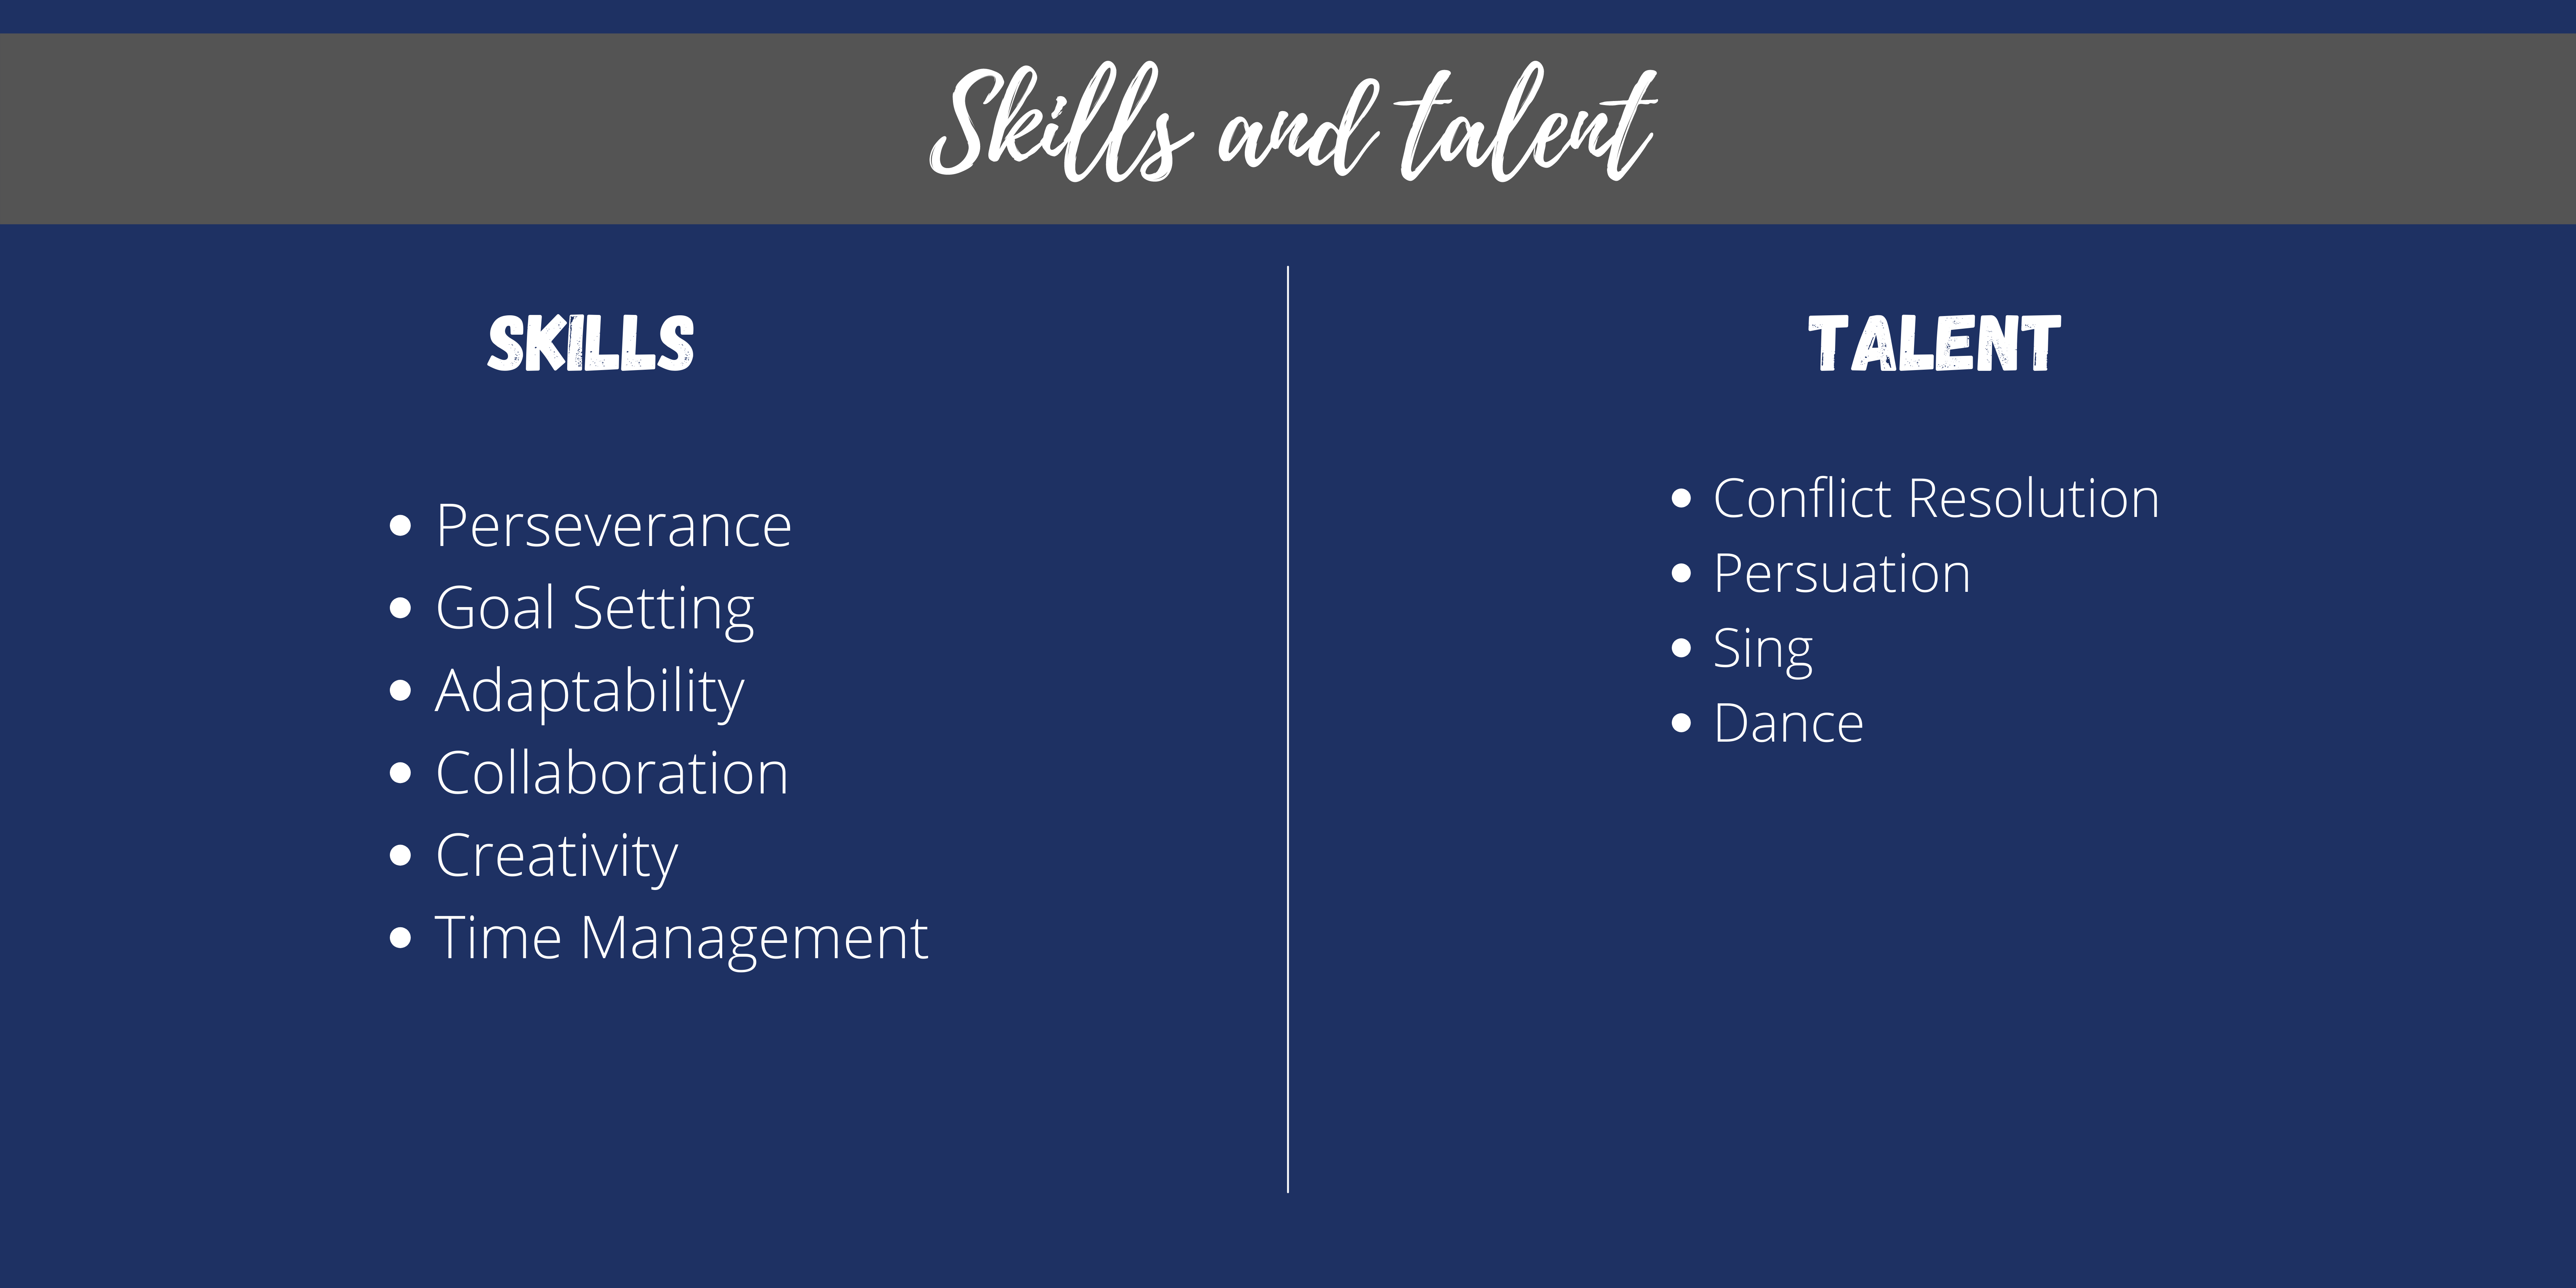 Skills and talent
SKILLS
• Perseverance
• Goal Setting
• Adaptability
• Collaboration
• Creativity
• Time Management
TALENT
• Conflict Resolution
• Persuation
• Sing
• Dance